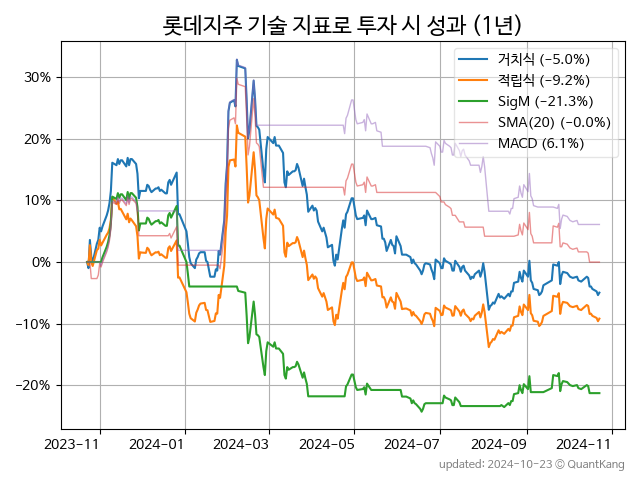 롯데지주 기술 지표로 투자 시 성과 (1년)
거치식 (-5.0%)
적립식 (-9.2%)
SigM (-21.3%)
SMA(20) (-0.0%)
MACD (6.1%)
30%
20%
10%
0%
-10%
-20%
2023-11
2024-01
2024-03
2024-05
2024-07
2024-09
2024-11
updated: 2024-10-23 © QuantKang